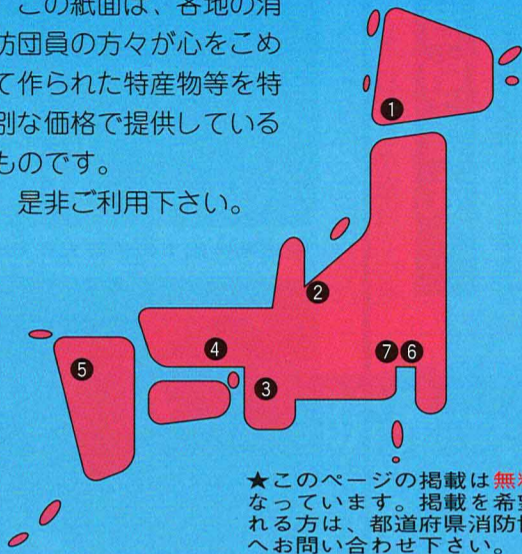 この紙面は、各地の消
防団員の方々が心をこめ
て作られた特産物等を特
別な価格で提供している
ものです。
是非ご利用下さい。
1
2
4
7 6
5
3
★このページの掲載は無料
なっています。掲載を希望
れる方は、都道府県消防
へお問い合わせ下さい。